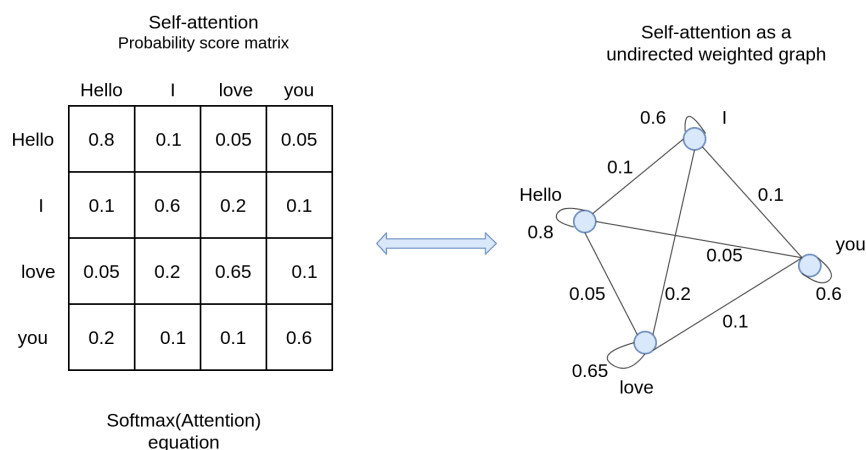 Self-attention
Probability score matrix
Hello I love you
Hello 0.8 0.1 0.05 0.05
I 0.1 0.6 0.2 0.1
love 0.05 0.2 0.65 0.1
you 0.2 0.1 0.1 0.6
Softmax(Attention)
equation
Self-attention as a
undirected weighted graph
0.6 I
0.1
0.1
Hello
0.8
you
0.05
0.05
0.2
0.6
0.1
0.65
love